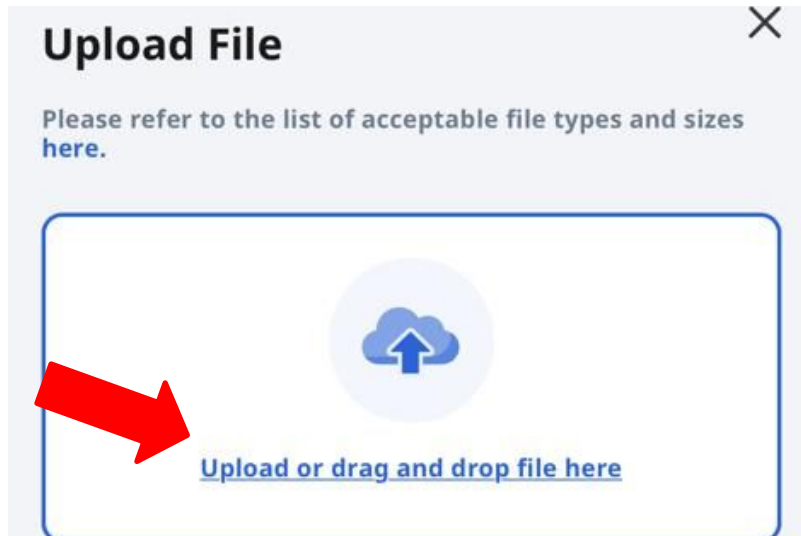 Upload File
Please refer to the list of acceptable file types and sizes
here.
Upload or drag and drop file here